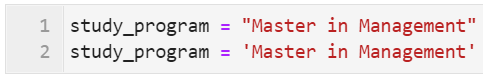 1 study_program = "Master in Management"
2 study_program = 'Master in Management'